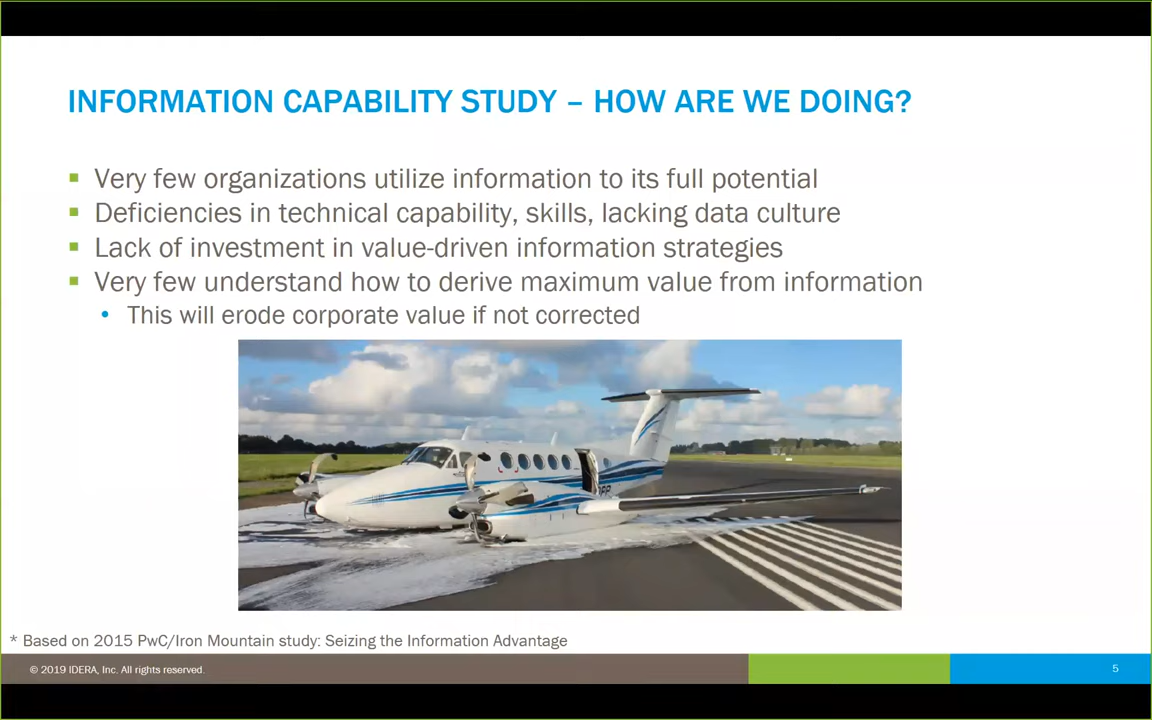 INFORMATION CAPABILITY STUDY – HOW ARE WE DOING?
▪ Very few organizations utilize information to its full potential
▪ Deficiencies in technical capability, skills, lacking data culture
▪ Lack of investment in value-driven information strategies
▪ Very few understand how to derive maximum value from information
• This will erode corporate value if not corrected
* Based on 2015 PwC/Iron Mountain study: Seizing the Information Advantage
© 2019 IDERA, Inc. All rights reserved.
5